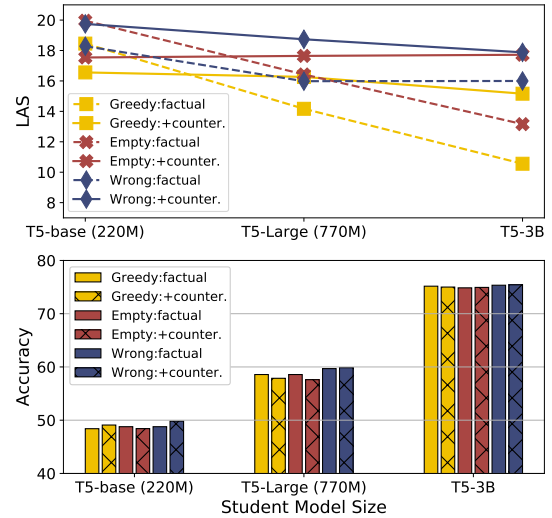 20
18
16
14
12
10
8
LAS
Greedy:factual
Greedy:+counter.
Empty:factual
Empty:+counter.
Wrong:factual
Wrong:+counter.
T5-base (220M) T5-Large (770M) T5-3B
80
70
60
50
40
Accuracy
Greedy:factual
Greedy:+counter.
Empty:factual
Empty:+counter.
Wrong:factual
Wrong:+counter.
T5-base (220M) T5-Large (770M) T5-3B
Student Model Size